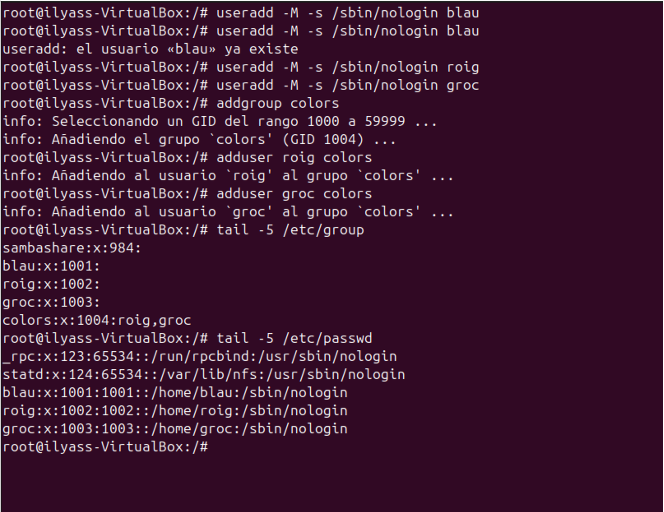 root@ilyass-VirtualBox:/# useradd -M -s /sbin/nologin blau
root@ilyass-VirtualBox:/# useradd -M -s /sbin/nologin blau
useradd: el usuario «blau» ya existe
root@ilyass-VirtualBox:/# useradd -M -s /sbin/nologin roig
root@ilyass-VirtualBox:/# useradd -M -s /sbin/nologin groc
root@ilyass-VirtualBox:/# addgroup colors
info: Seleccionando un GID del rango 1000 a 59999 ...
info: Añadiendo el grupo `colors' (GID 1004) ...
root@ilyass-VirtualBox:/# adduser roig colors
info: Añadiendo al usuario `roig' al grupo `colors' ...
root@ilyass-VirtualBox:/# adduser groc colors
info: Añadiendo al usuario `groc' al grupo `colors' ...
root@ilyass-VirtualBox:/# tail -5 /etc/group
sambashare:x:984:
blau:x:1001:
roig:x:1002:
groc:x:1003:
colors:x:1004:roig,groc
root@ilyass-VirtualBox:/# tail -5 /etc/passwd
_rpc:x:123:65534::/run/rpcbind:/usr/sbin/nologin
statd:x:124:65534::/var/lib/nfs:/usr/sbin/nologin
blau:x:1001:1001::/home/blau:/sbin/nologin
roig:x:1002:1002::/home/roig:/sbin/nologin
groc:x:1003:1003::/home/groc:/sbin/nologin
root@ilyass-VirtualBox:/#